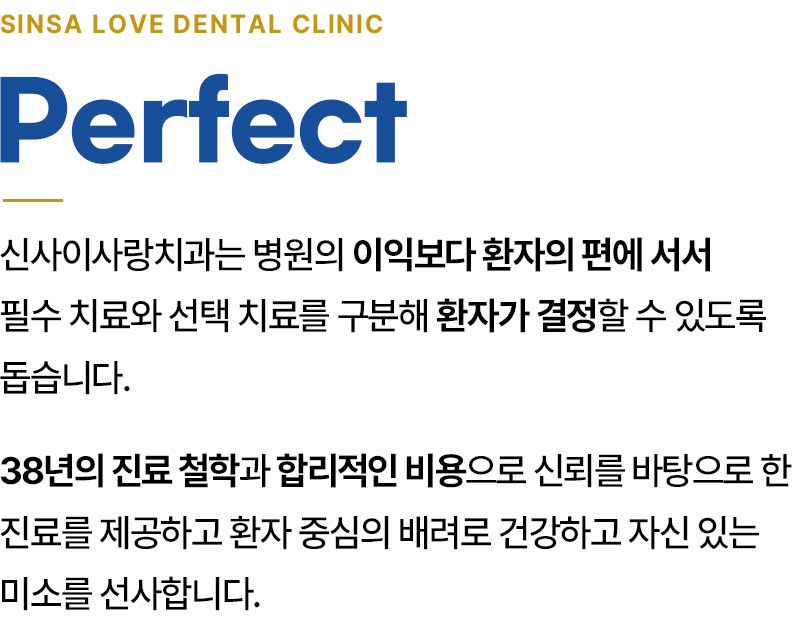 SINSA LOVE DENTAL CLINIC
Perfect
신사이사랑치과는 병원의 이익보다 환자의 편에 서서
필수 치료와 선택 치료를 구분해 환자가 결정할 수 있도록
돕습니다.
38년의 진료 철학과 합리적인 비용으로 신뢰를 바탕으로 한
진료를 제공하고 환자 중심의 배려로 건강하고 자신 있는
미소를 선사합니다.